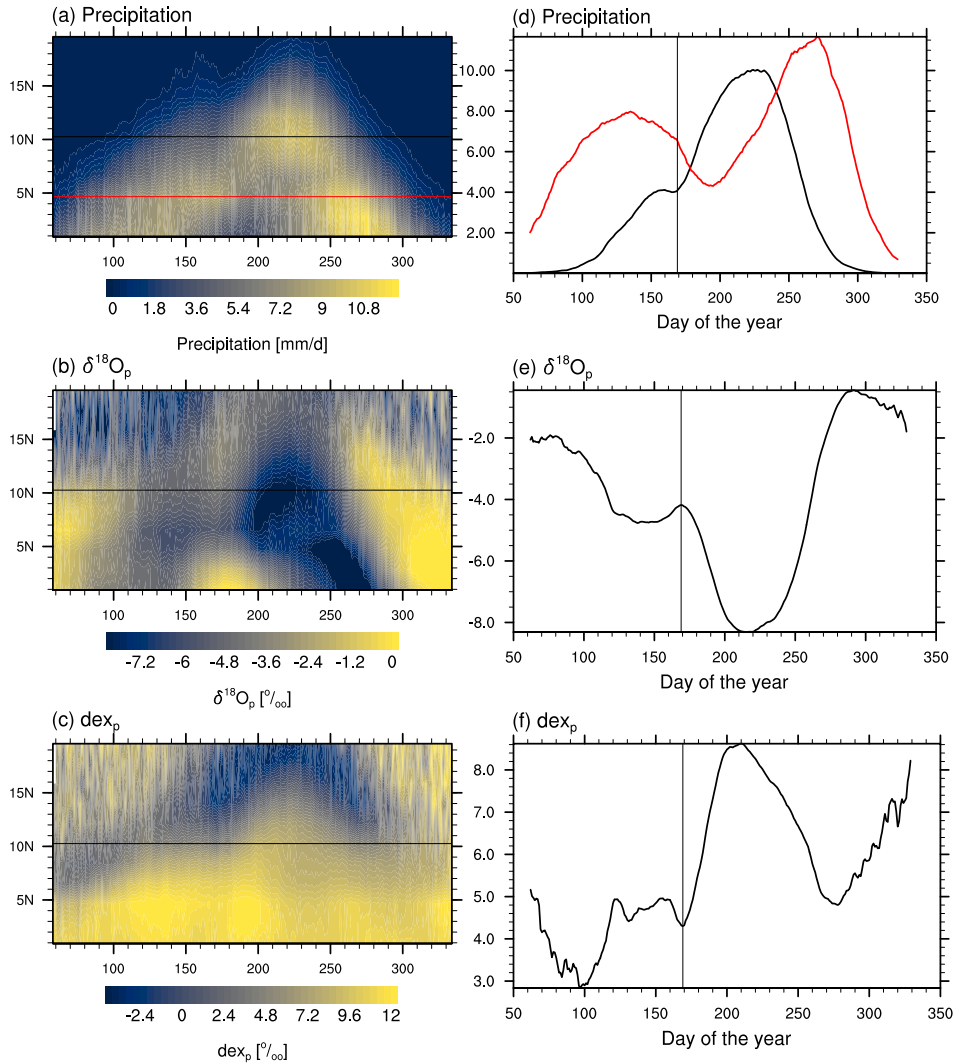 (a) Precipitation
15N
10N
5N
100 150 200 250 300
0 1.8 3.6 5.4 7.2 9 10.8
Precipitation [mm/d]
(b) δ¹⁸Oₚ
15N
10N
5N
100 150 200 250 300
-7.2 -6 -4.8 -3.6 -2.4 -1.2 0
δ¹⁸Oₚ [º/ₒₒ]
(c) dexₚ
15N
10N
5N
100 150 200 250 300
-2.4 0 2.4 4.8 7.2 9.6 12
dexₚ [º/ₒₒ]
(d) Precipitation
10.00
8.00
6.00
4.00
2.00
50 100 150 200 250 300 350
Day of the year
(e) δ¹⁸Oₚ
-2.0
-4.0
-6.0
-8.0
50 100 150 200 250 300 350
Day of the year
(f) dexₚ
8.0
7.0
6.0
5.0
4.0
3.0
50 100 150 200 250 300 350
Day of the year